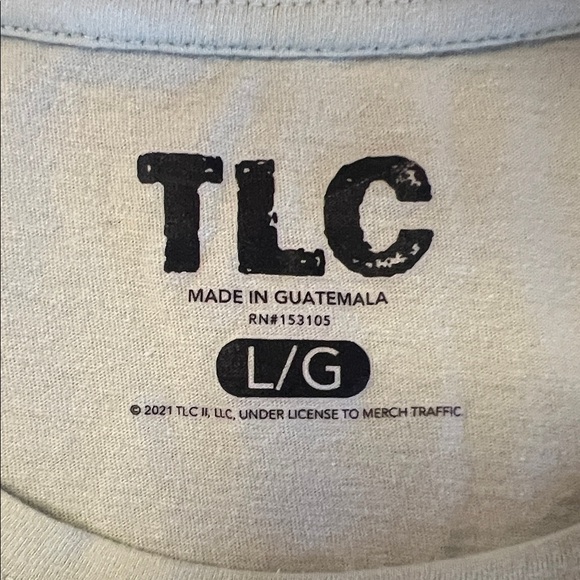 TLC
MADE IN GUATEMALA
RN#153105
L/G
© 2021 TLC II, LLC, UNDER LICENSE TO MERCH TRAFFIC